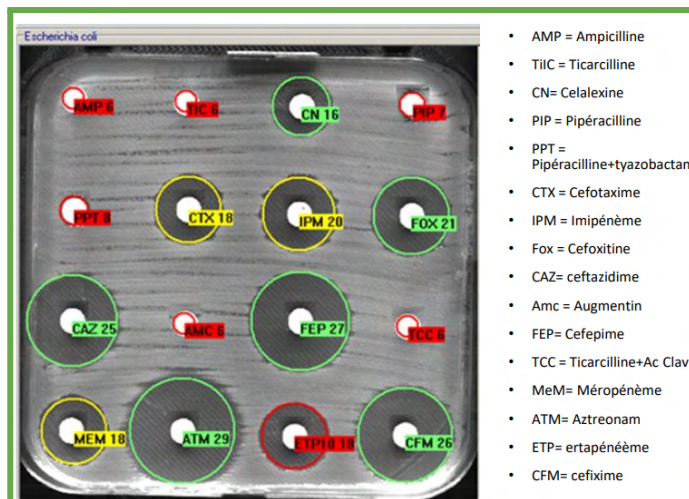 Escherichia coli
AMP 6
TIC 6
CN 16
PIP 7
PPT 8
CTX 18
IPM 20
FOX 21
CAZ 25
AMC 6
FEP 27
TCC 6
MEM 18
ATM 29
ETP10 18
CFM 26
• AMP = Ampicilline
• TilC = Ticarcilline
• CN= Celalexine
• PIP = Pipéracilline
• PPT =
Pipéracilline+tyazobactan
• CTX = Cefotaxime
• IPM = Imipénème
• Fox = Cefoxitine
• CAZ= ceftazidime
• Amc = Augmentin
• FEP= Cefepime
• TCC = Ticarcilline+Ac Clav
• MeM= Méropénème
• ATM= Aztreonam
• ETP= ertapénéème
• CFM= cefixime